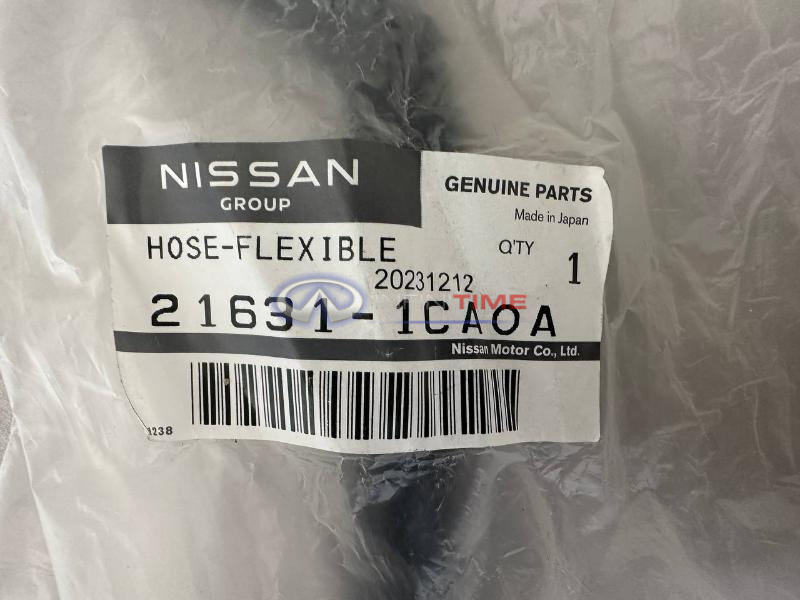 NISSAN
GROUP
GENUINE PARTS
Made in Japan
HOSE-FLEXIBLE
Q'TY 1
20231212
TIME
21631-1CA0A
Nissan Motor Co., Ltd.